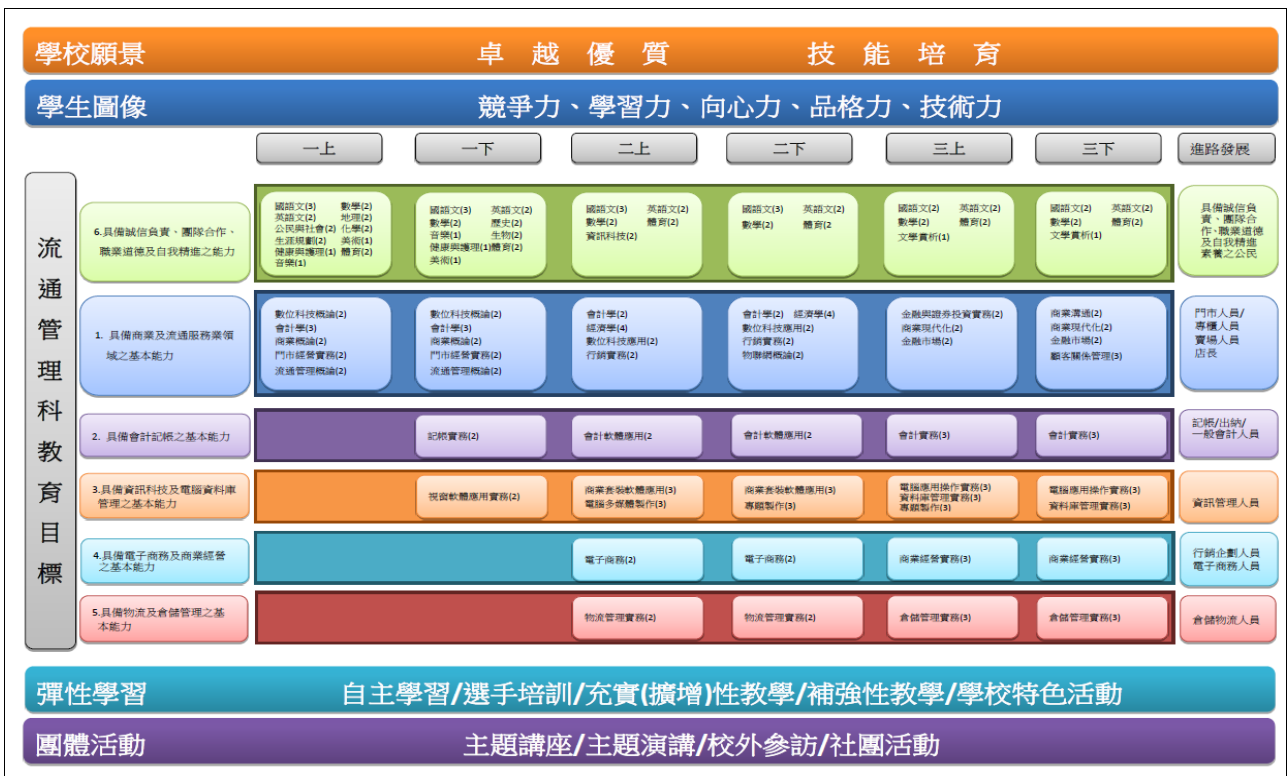 學校願景 卓越優質 技能培育
學生圖像 競爭力、學習力、向心力、品格力、技術力
一上 一下 二上 二下 三上 三下 進路發展
流通管理科教育目標
6.具備誠信負責、團隊合作、
職業道德及自我精進之能力
國語文(3) 數學(2)
英語文(2) 地理(2)
公民與社會(2) 化學(2)
生涯規劃(2) 美術(1)
健康與護理(1) 體育(2)
音樂(1)
國語文(3) 英語文(2)
數學(2) 歷史(2)
音樂(1) 生物(2)
健康與護理(1)體育(2)
美術(1)
國語文(3) 英語文(2)
數學(2) 體育(2)
資訊科技(2)
國語文(3) 英語文(2)
數學(2) 體育(2
國語文(2) 英語文(2)
數學(2) 體育(2)
文學賞析(1)
國語文(2) 英語文(2)
數學(2) 體育(2)
文學賞析(1)
具備誠信負
責、團隊合
作、職業道德
及自我精進
素養之公民
1. 具備商業及流通服務業領
域之基本能力
數位科技概論(2)
會計學(3)
商業概論(2)
門市經營實務(2)
流通管理概論(2)
數位科技概論(2)
會計學(3)
商業概論(2)
門市經營實務(2)
流通管理概論(2)
會計學(2)
經濟學(4)
數位科技應用(2)
行銷實務(2)
會計學(2) 經濟學(4)
數位科技應用(2)
行銷實務(2)
物聯網概論(2)
金融與證券投資實務(2)
商業現代化(2)
金融市場(2)
商業溝通(2)
商業現代化(2)
金融市場(2)
顧客關係管理(3)
門市人員/
專櫃人員
賣場人員
店長
2. 具備會計記帳之基本能力
記帳實務(2)
會計軟體應用(2
會計軟體應用(2
會計實務(3)
會計實務(3)
記帳/出納/
一般會計人員
3.具備資訊科技及電腦資料庫
管理之基本能力
視窗軟體應用實務(2)
商業套裝軟體應用(3)
電腦多媒體製作(3)
商業套裝軟體應用(3)
專題製作(3)
電腦應用操作實務(3)
資料庫管理實務(3)
專題製作(3)
電腦應用操作實務(3)
資料庫管理實務(3)
資訊管理人員
4.具備電子商務及商業經營
之基本能力
電子商務(2)
電子商務(2)
商業經營實務(3)
商業經營實務(3)
行銷企劃人員
電子商務人員
5.具備物流及倉儲管理之基
本能力
物流管理實務(2)
物流管理實務(2)
倉儲管理實務(3)
倉儲管理實務(3)
倉儲物流人員
彈性學習 自主學習/選手培訓/充實(擴增)性教學/補強性教學/學校特色活動
團體活動 主題講座/主題演講/校外參訪/社團活動